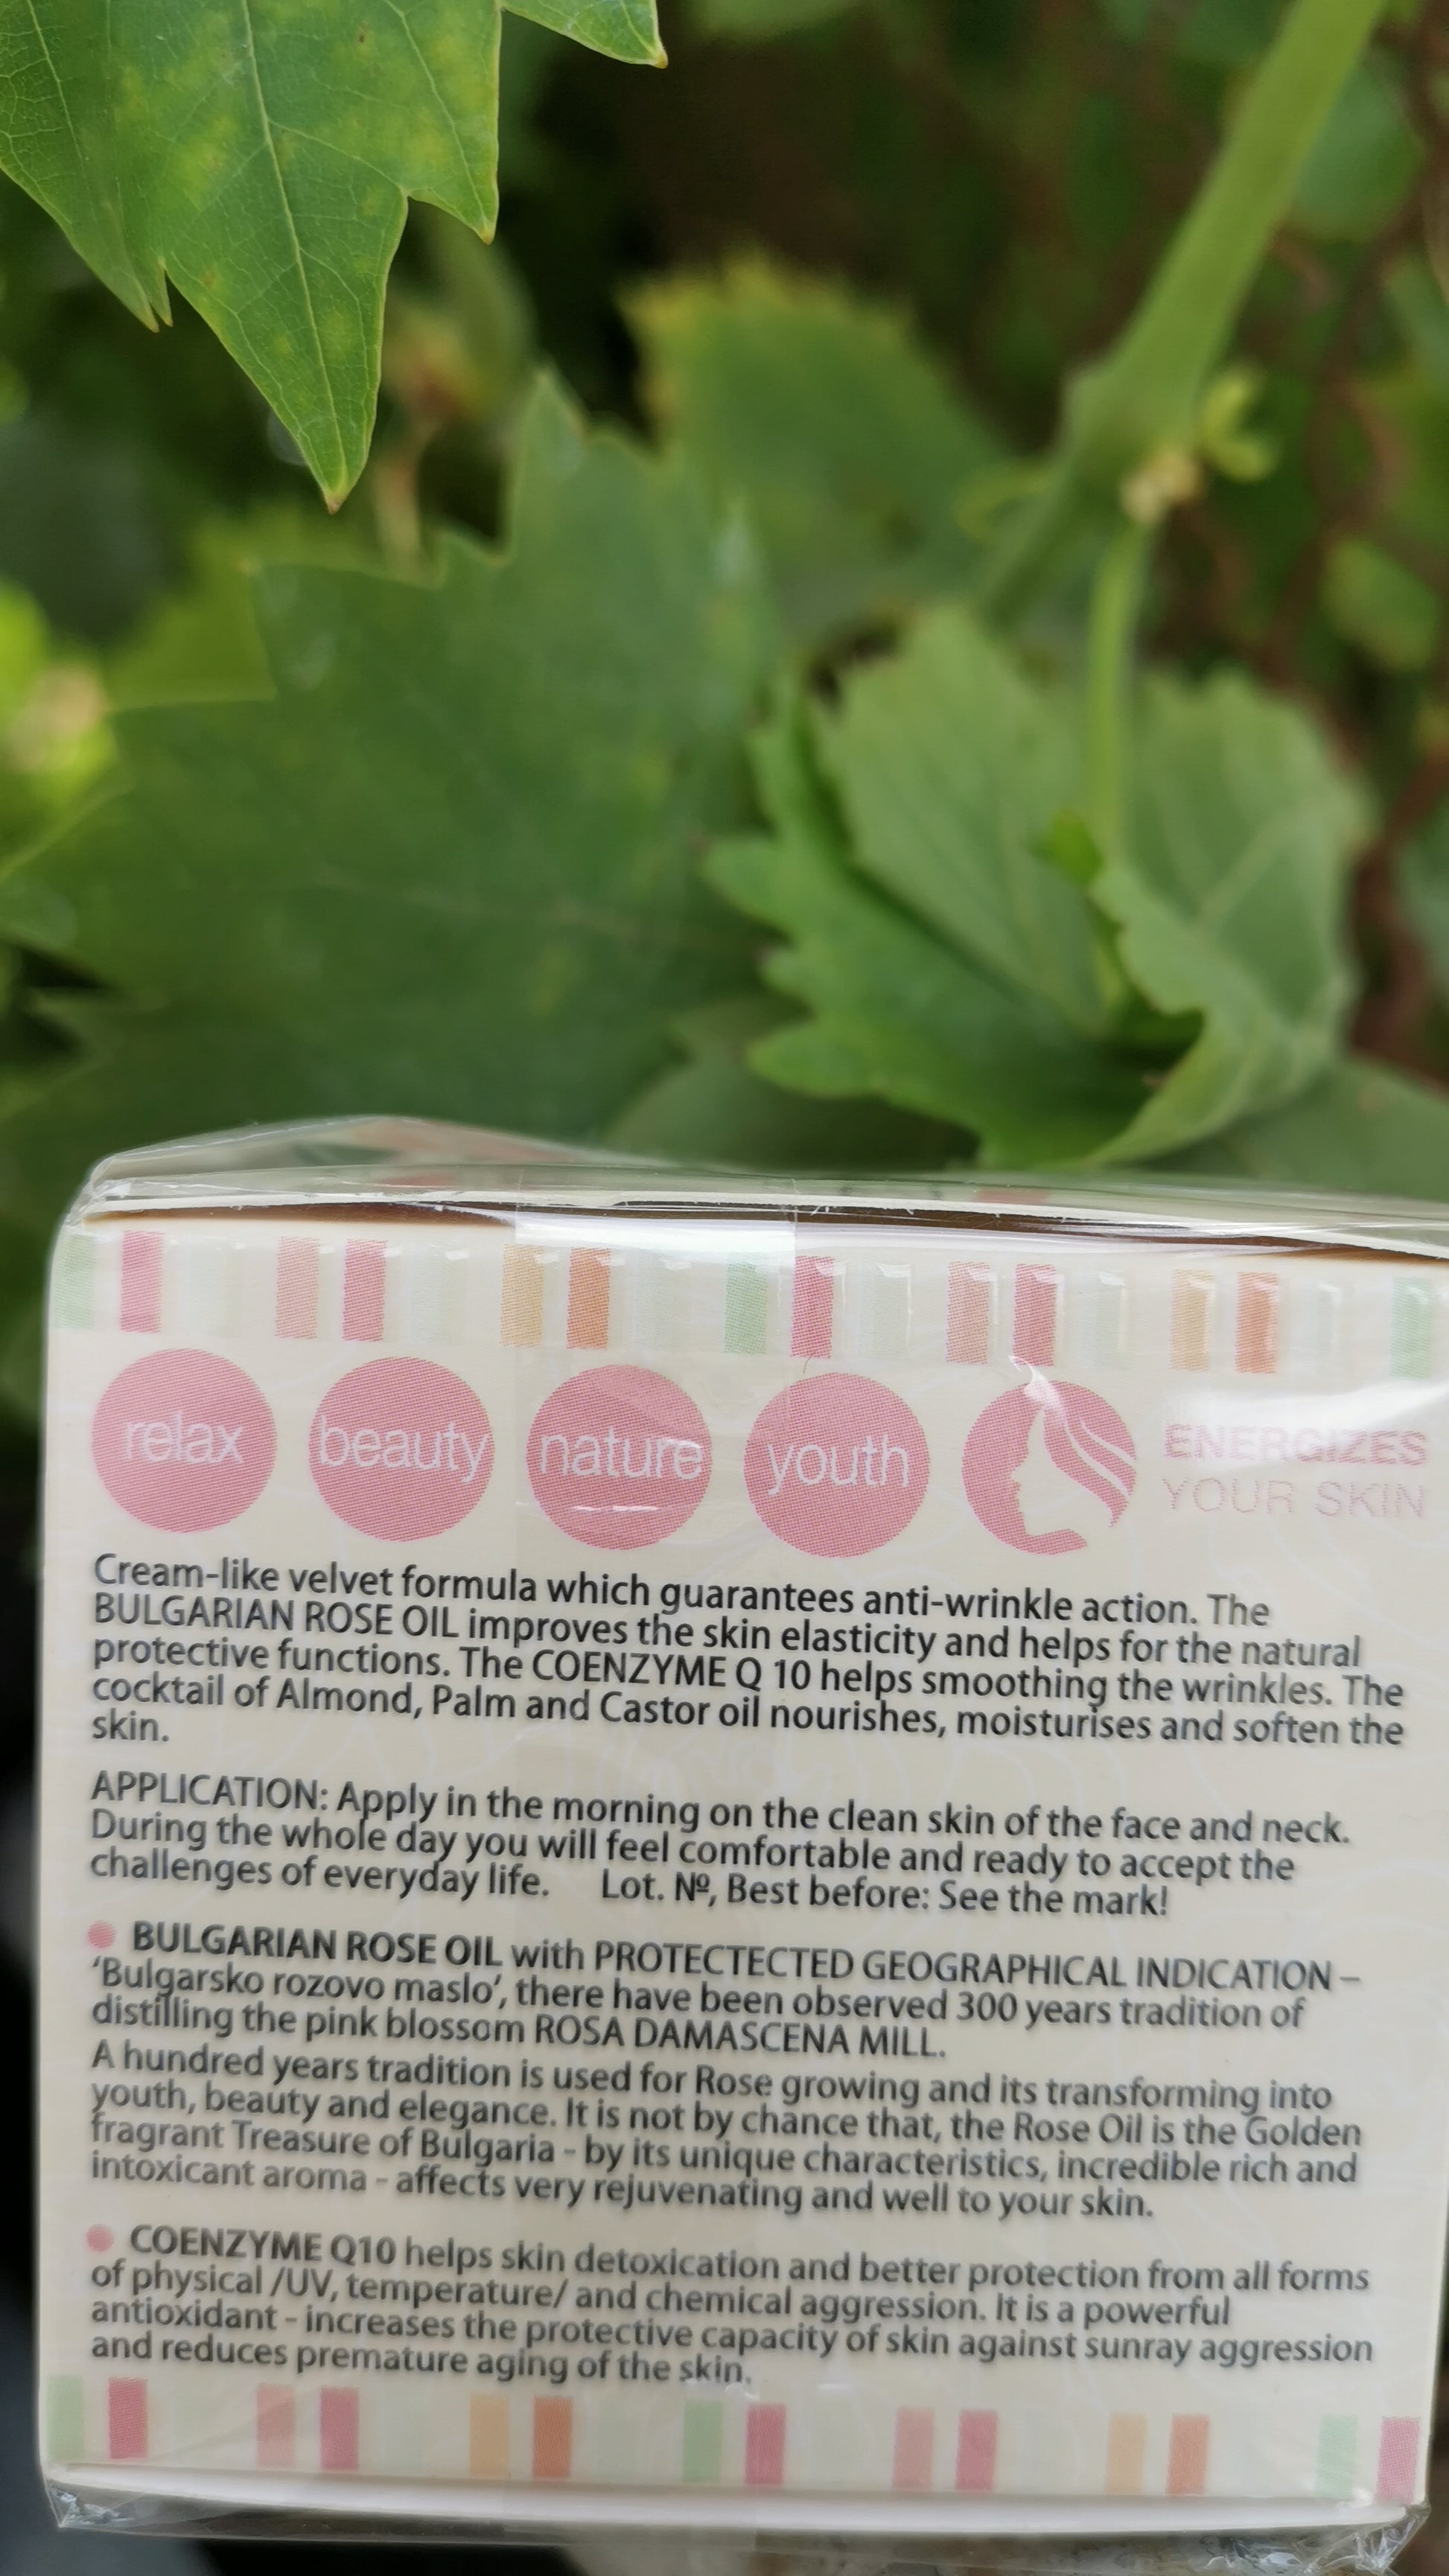 relax beauty nature youth ENERGIZES
YOUR SKIN
Cream-like velvet formula which guarantees anti-wrinkle action. The
BULGARIAN ROSE OIL improves the skin elasticity and helps for the natural
protective functions. The COENZYME Q 10 helps smoothing the wrinkles. The
cocktail of Almond, Palm and Castor oil nourishes, moisturises and soften the
skin.
APPLICATION: Apply in the morning on the clean skin of the face and neck.
During the whole day you will feel comfortable and ready to accept the
challenges of everyday life. Lot. Nº, Best before: See the mark!
BULGARIAN ROSE OIL with PROTECTECTED GEOGRAPHICAL INDICATION –
‘Bulgarsko rozovo maslo’, there have been observed 300 years tradition of
distilling the pink blossom ROSA DAMASCENA MILL.
A hundred years tradition is used for Rose growing and its transforming into
youth, beauty and elegance. It is not by chance that, the Rose Oil is the Golden
fragrant Treasure of Bulgaria - by its unique characteristics, incredible rich and
intoxicant aroma - affects very rejuvenating and well to your skin.
COENZYME Q10 helps skin detoxication and better protection from all forms
of physical /UV, temperature/ and chemical aggression. It is a powerful
antioxidant - increases the protective capacity of skin against sunray aggression
and reduces premature aging of the skin.